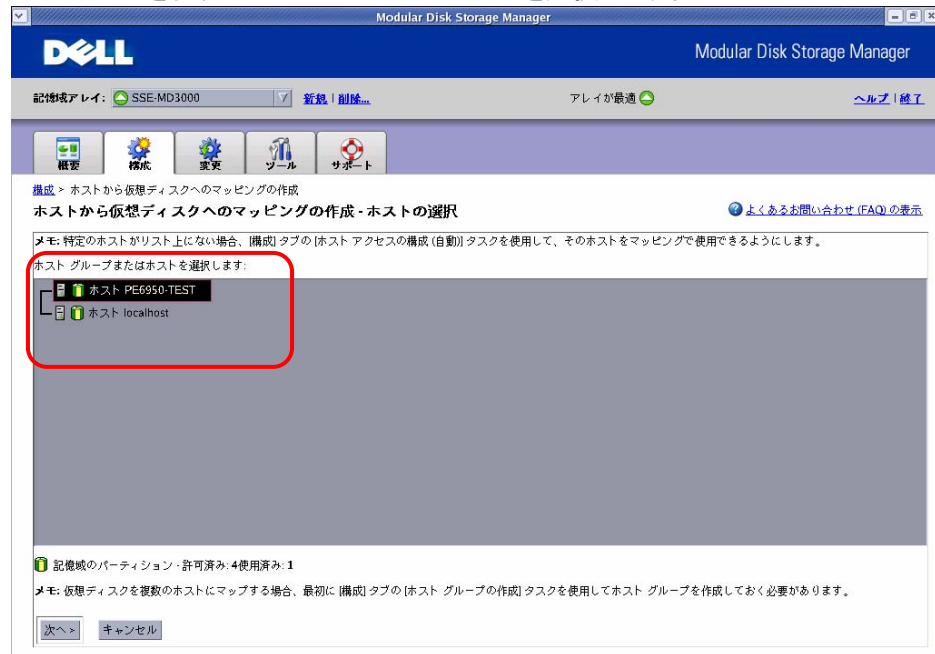 Modular Disk Storage Manager
DELL
Modular Disk Storage Manager
記憶域アレイ: SSE-MD3000 新規 | 削除... アレイが最適 ヘルプ | 終了
概要 構成 変更 ツール サポート
構成 > ホストから仮想ディスクへのマッピングの作成
ホストから仮想ディスクへのマッピングの作成 - ホストの選択 よくあるお問い合わせ (FAQ) の表示
メモ: 特定のホストがリスト上にない場合、[構成] タブの [ホスト アクセスの構成 (自動)] タスクを使用して、そのホストをマッピングで使用できるようにします。
ホスト グループまたはホストを選択します:
ホスト PE6950-TEST
ホスト localhost
記憶域のパーティション - 許可済み: 4使用済み: 1
メモ: 仮想ディスクを複数のホストにマップする場合、最初に [構成] タブの [ホスト グループの作成] タスクを使用してホスト グループを作成しておく必要があります。
次へ > キャンセル